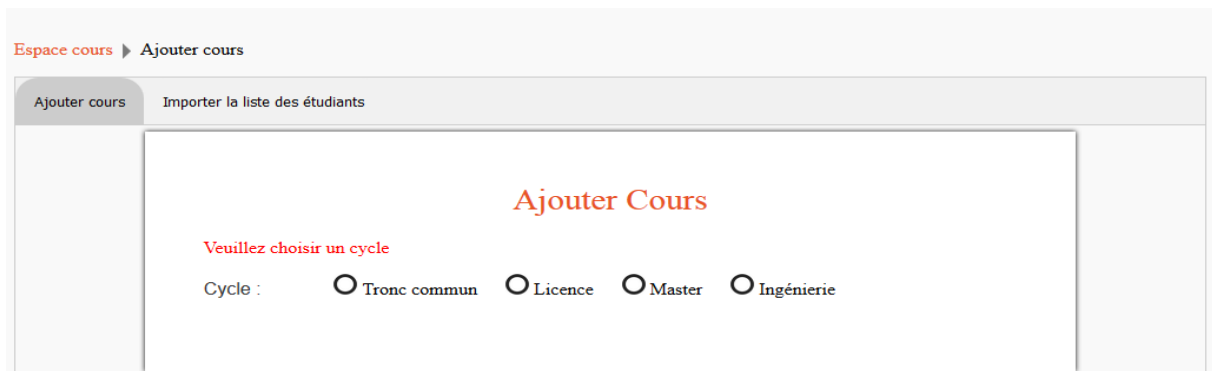 Espace cours Ajouter cours
Ajouter cours Importer la liste des étudiants
Ajouter Cours
Veuillez choisir un cycle
Cycle : Tronc commun Licence Master Ingénierie